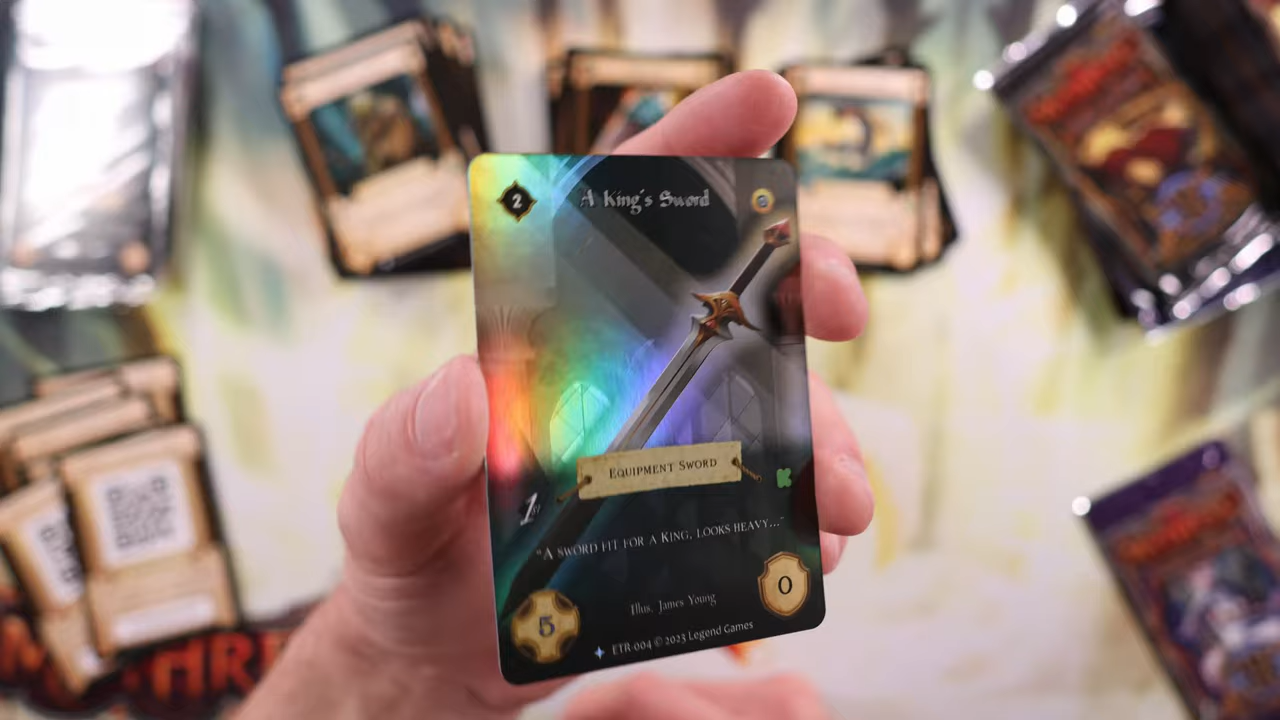 2
A King's Sword
Equipment Sword
1st
"A sword fit for a King, looks heavy..."
0
5
Illus. James Young
ETR-004 © 2023 Legend Games